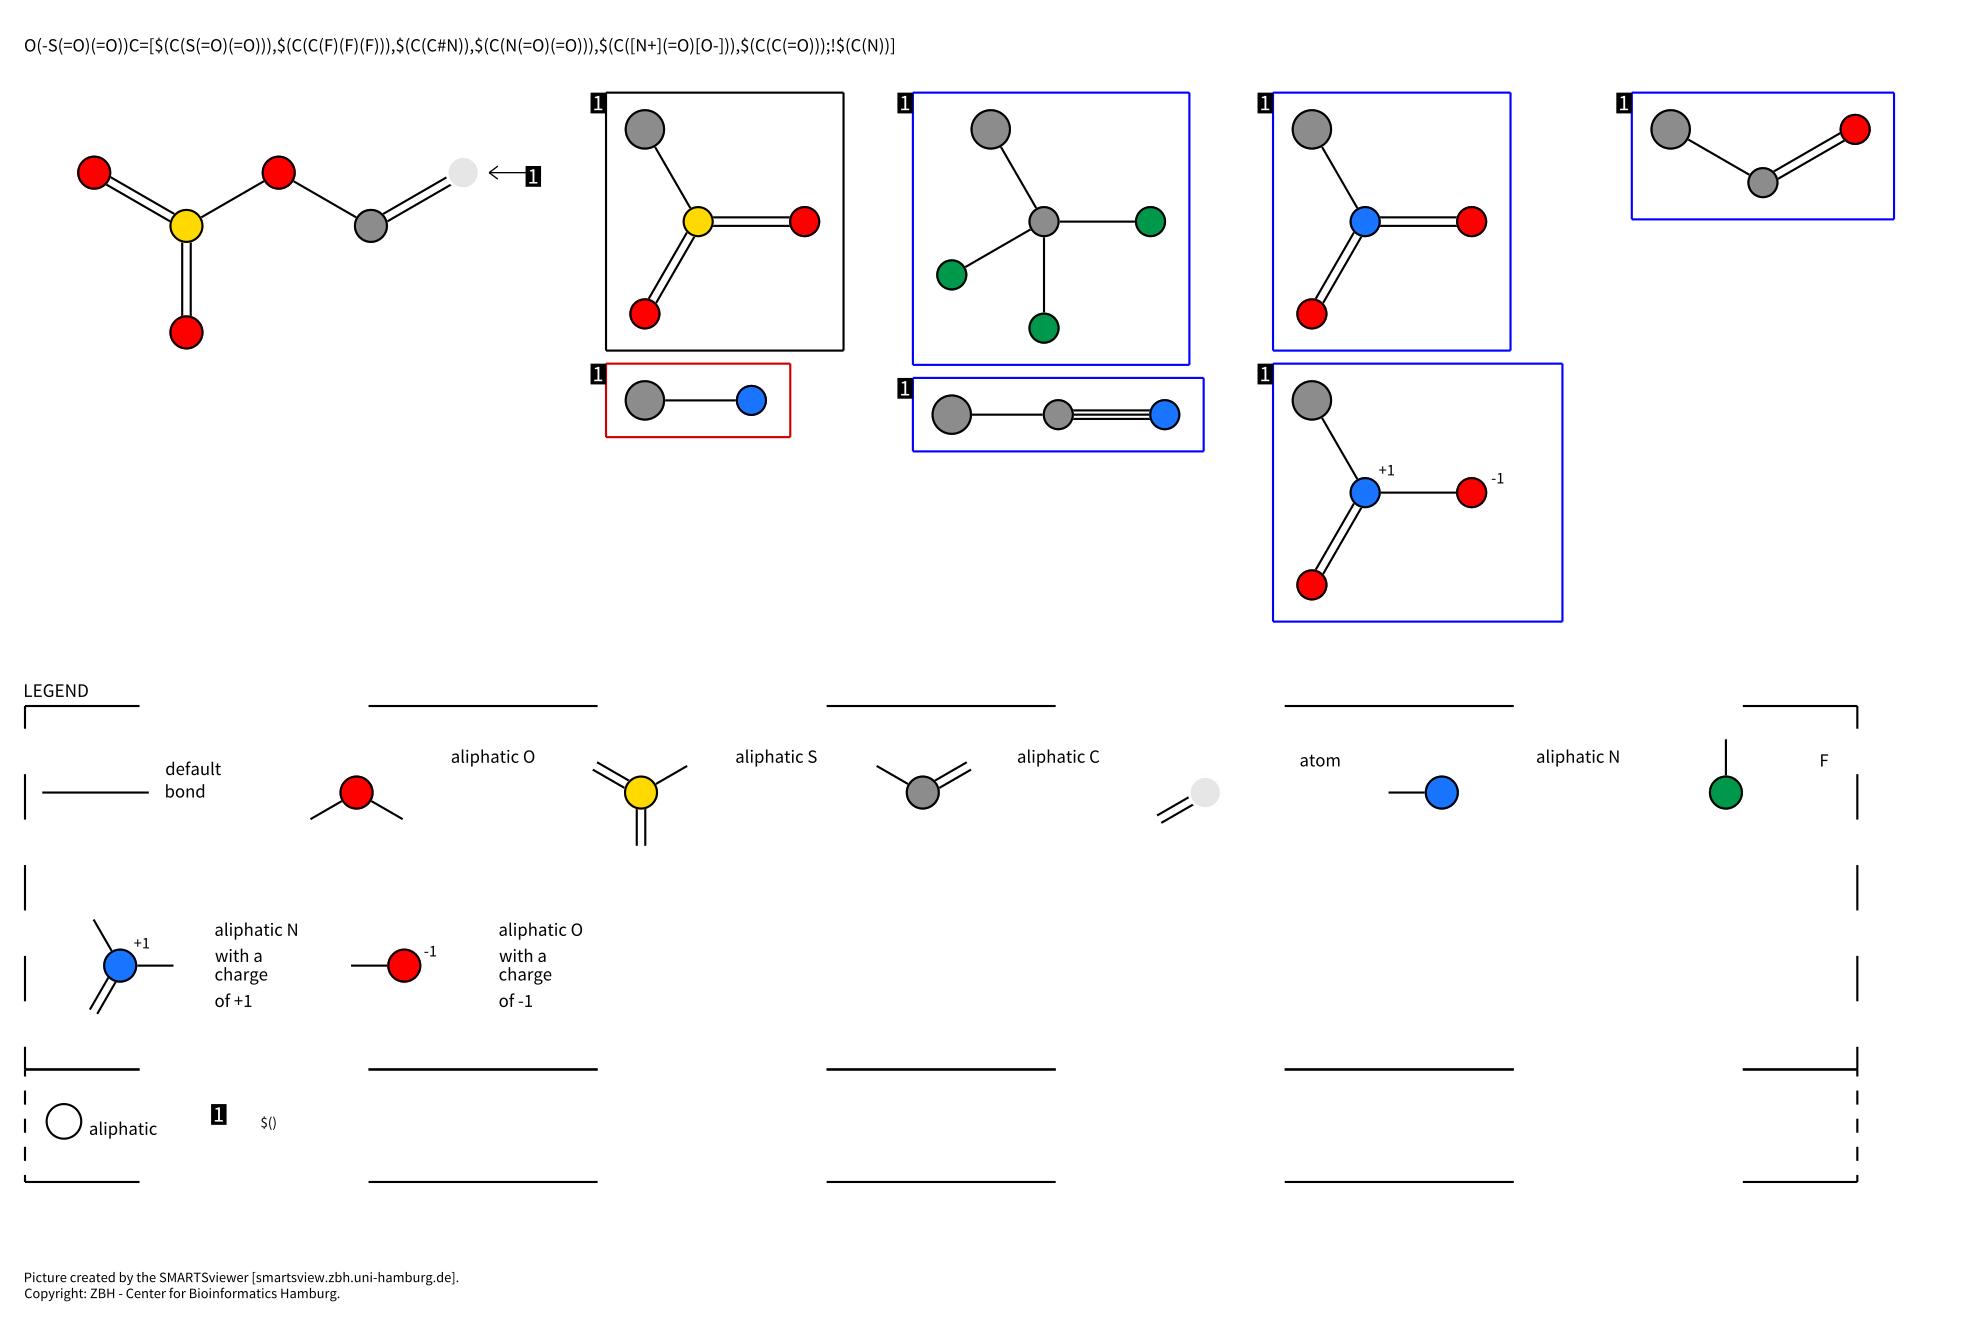 O(-S(=O)(=O))C=[$(C(S(=O)(=O))),$(C(C(F)(F)(F))),$(C(C#N)),$(C(N(=O)(=O))),$(C([N+](=O)[O-])),$(C(C(=O)));!$(C(N))]
1 1 1 1
1
1 1 1
+1 -1
LEGEND
aliphatic O aliphatic S aliphatic C atom aliphatic N F
default
bond
+1 aliphatic N -1 aliphatic O
with a with a
charge charge
of +1 of -1
aliphatic 1 $()
Picture created by the SMARTSviewer [smartsview.zbh.uni-hamburg.de].
Copyright: ZBH - Center for Bioinformatics Hamburg.